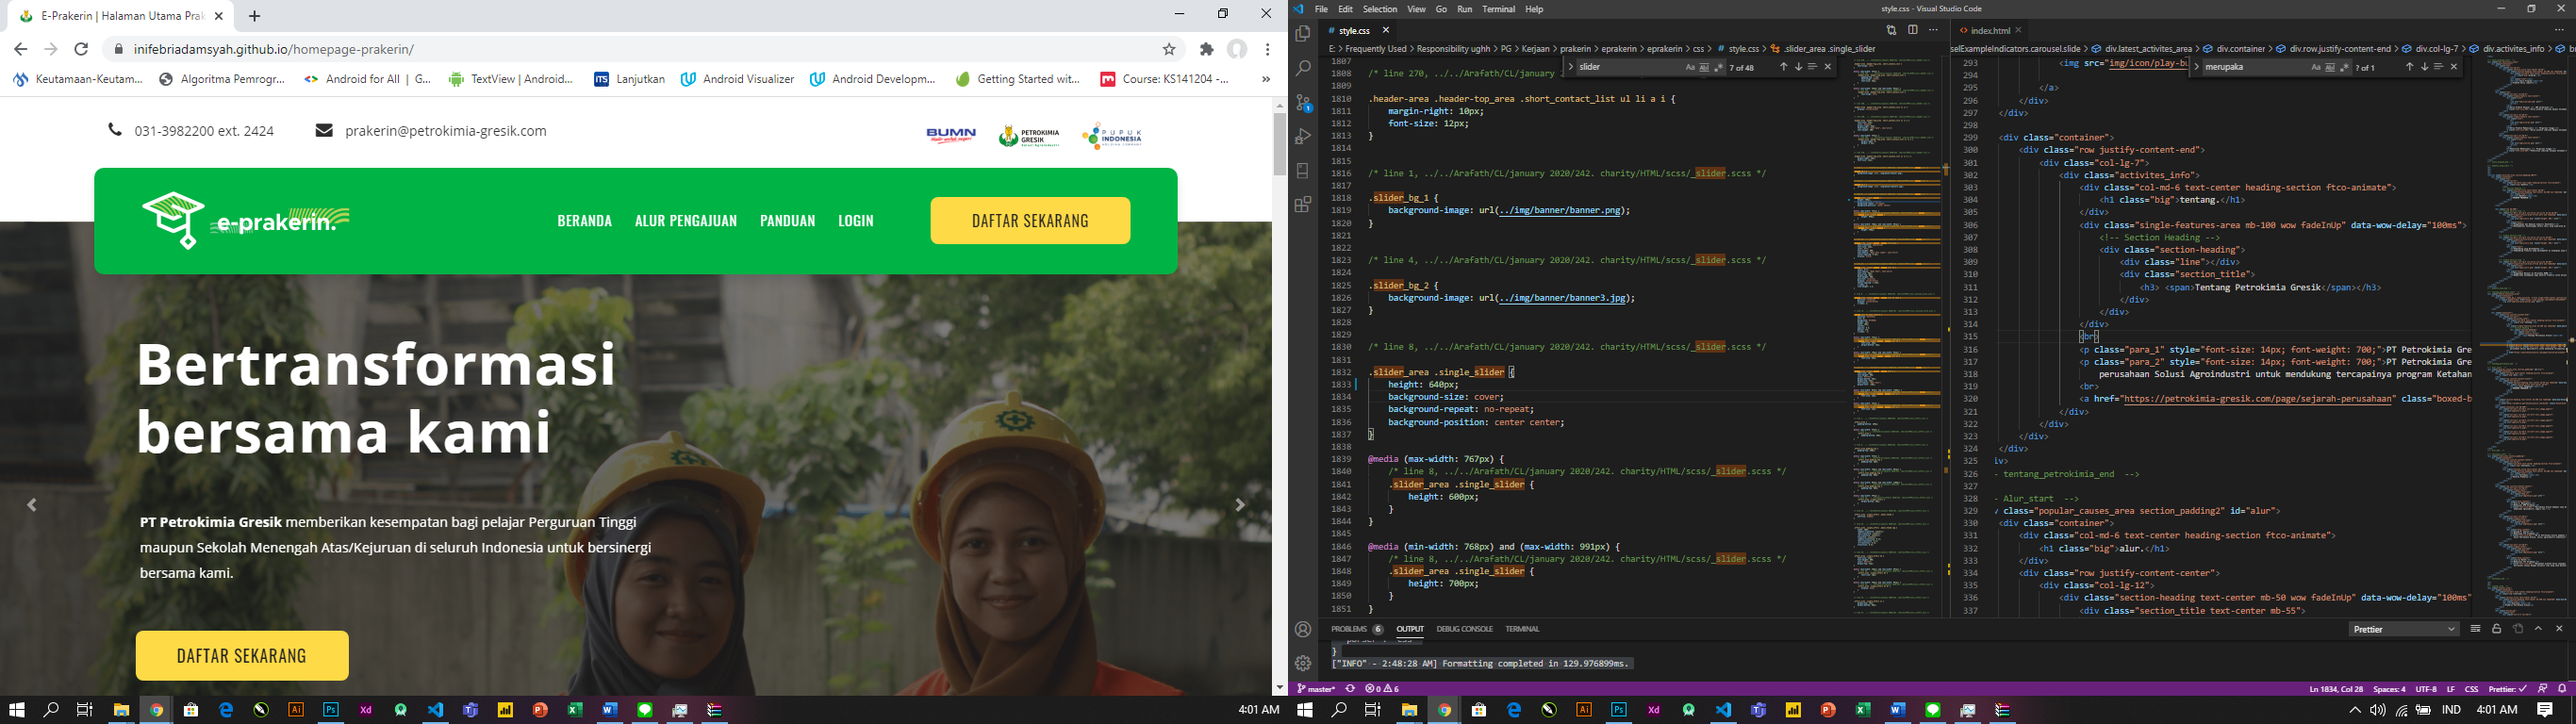 E-Prakerin | Halaman Utama Prak
inifebriadamsyah.github.io/homepage-prakerin/
Keutamaan-Keutam...
Algoritma Pemrogr...
Android for All | G...
TextView | Android...
Lanjutkan
Android Visualizer
Android Developm...
Getting Started wit...
Course: KS141204 -...
031-3982200 ext. 2424
prakerin@petrokimia-gresik.com
BUMN
PETROKIMIA GRESIK
PUPUK INDONESIA
e-prakerin.
BERANDA
ALUR PENGAJUAN
PANDUAN
LOGIN
DAFTAR SEKARANG
Bertransformasi
bersama kami
PT Petrokimia Gresik memberikan kesempatan bagi pelajar Perguruan Tinggi
maupun Sekolah Menengah Atas/Kejuruan di seluruh Indonesia untuk bersinergi
bersama kami.
DAFTAR SEKARANG
4:01 AM
File Edit Selection View Go Run Terminal Help
style.css - Visual Studio Code
style.css
E: > Frequently Used > Responsibility ughh > PG > Kerjaan > prakerin > eprakerin > eprakerin > css > style.css > .slider_area .single_slider
slider
7 of 48
1807
1808 /* line 270, ../../Arafath/CL/january
1809
1810 .header-area .header-top_area .short_contact_list ul li a i {
1811 margin-right: 10px;
1812 font-size: 12px;
1813 }
1814
1815
1816 /* line 1, ../../Arafath/CL/january 2020/242. charity/HTML/scss/_slider.scss */
1817
1818 .slider_bg_1 {
1819 background-image: url(../img/banner/banner.png);
1820 }
1821
1822
1823 /* line 4, ../../Arafath/CL/january 2020/242. charity/HTML/scss/_slider.scss */
1824
1825 .slider_bg_2 {
1826 background-image: url(../img/banner/banner3.jpg);
1827 }
1828
1829
1830 /* line 8, ../../Arafath/CL/january 2020/242. charity/HTML/scss/_slider.scss */
1831
1832 .slider_area .single_slider {
1833 height: 640px;
1834 background-size: cover;
1835 background-repeat: no-repeat;
1836 background-position: center center;
1837 }
1838
1839 @media (max-width: 767px) {
1840 /* line 8, ../../Arafath/CL/january 2020/242. charity/HTML/scss/_slider.scss */
1841 .slider_area .single_slider {
1842 height: 600px;
1843 }
1844 }
1845
1846 @media (min-width: 768px) and (max-width: 991px) {
1847 /* line 8, ../../Arafath/CL/january 2020/242. charity/HTML/scss/_slider.scss */
1848 .slider_area .single_slider {
1849 height: 700px;
1850 }
1851 }
index.html
selExampleIndicators.carousel.slide > div.latest_activites_area > div.container > div.row.justify-content-end > div.col-lg-7 > div.activites_info > br
merupaka
? of 1
293 <img src="img/icon/play-b
294
295 </a>
296 </div>
297 </div>
298
299 <div class="container">
300 <div class="row justify-content-end">
301 <div class="col-lg-7">
302 <div class="activites_info">
303 <div class="col-md-6 text-center heading-section ftco-animate">
304 <h1 class="big">tentang.</h1>
305 </div>
306 <div class="single-features-area mb-100 wow fadeInUp" data-wow-delay="100ms">
307 <!-- Section Heading -->
308 <div class="section-heading">
309 <div class="line"></div>
310 <div class="section_title">
311 <h3> <span>Tentang Petrokimia Gresik</span></h3>
312 </div>
313 </div>
314 </div>
315 <br>
316 <p class="para_1" style="font-size: 14px; font-weight: 700;">PT Petrokimia Gre
317 <p class="para_2" style="font-size: 14px; font-weight: 700;">PT Petrokimia Gre
318 perusahaan Solusi Agroindustri untuk mendukung tercapainya program Ketahan
319 <br>
320 <a href="https://petrokimia-gresik.com/page/sejarah-perusahaan" class="boxed-b
321 </div>
322 </div>
323 </div>
324 </div>
325 iv>
326 - tentang_petrokimia_end -->
327
328 - Alur_start -->
329 v class="popular_causes_area section_padding2" id="alur">
330 <div class="container">
331 <div class="col-md-6 text-center heading-section ftco-animate">
332 <h1 class="big">alur.</h1>
333 </div>
334 <div class="row justify-content-center">
335 <div class="col-lg-12">
336 <div class="section-heading text-center mb-50 wow fadeInUp" data-wow-delay="100ms"
337 <div class="section_title text-center mb-55">
PROBLEMS 6 OUTPUT DEBUG CONSOLE TERMINAL
Prettier
}
["INFO" - 2:48:28 AM] Formatting completed in 129.976899ms.
master*
0 6
Ln 1834, Col 28 Spaces: 4 UTF-8 LF CSS Prettier: ✓
IND
4:01 AM